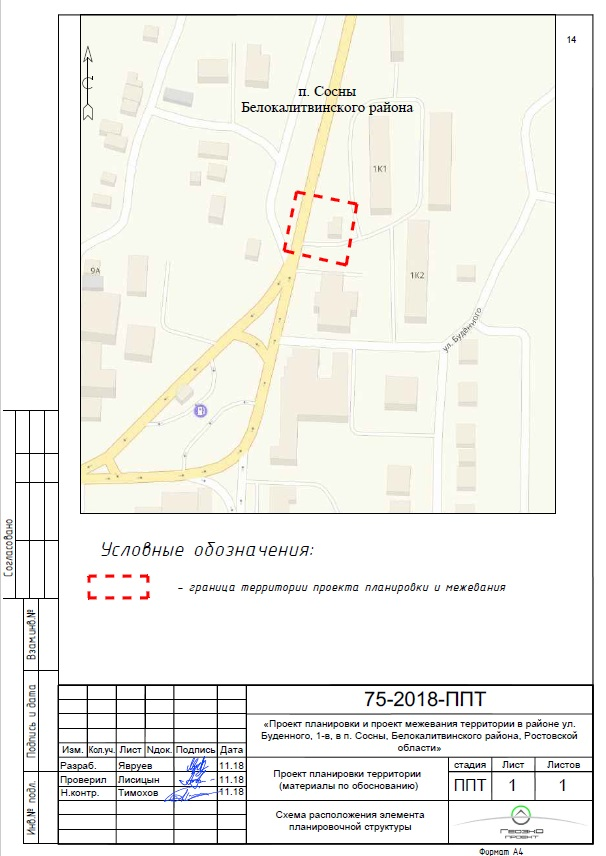 14
п. Сосны
Белокалитвинского района
1К1
9А
1К2
ул. Будённого
Условные обозначения:
- граница территории проекта планировки и межевания
Согласовано
Взам.инв.№
Подпись и дата
Инв.№ подл.
75-2018-ППТ
«Проект планировки и проект межевания территории в районе ул.
Буденного, 1-в, в п. Сосны, Белокалитвинского района, Ростовской
области»
Изм. Кол.уч. Лист Nдок. Подпись Дата
Разраб. Явруев 11.18
Проверил Лисицын 11.18
Н.контр. Тимохов 11.18
Проект планировки территории
(материалы по обоснованию)
стадия Лист Листов
ППТ 1 1
Схема расположения элемента
планировочной структуры
ГЕОЗНО
ПРОЕКТ
Формат А4